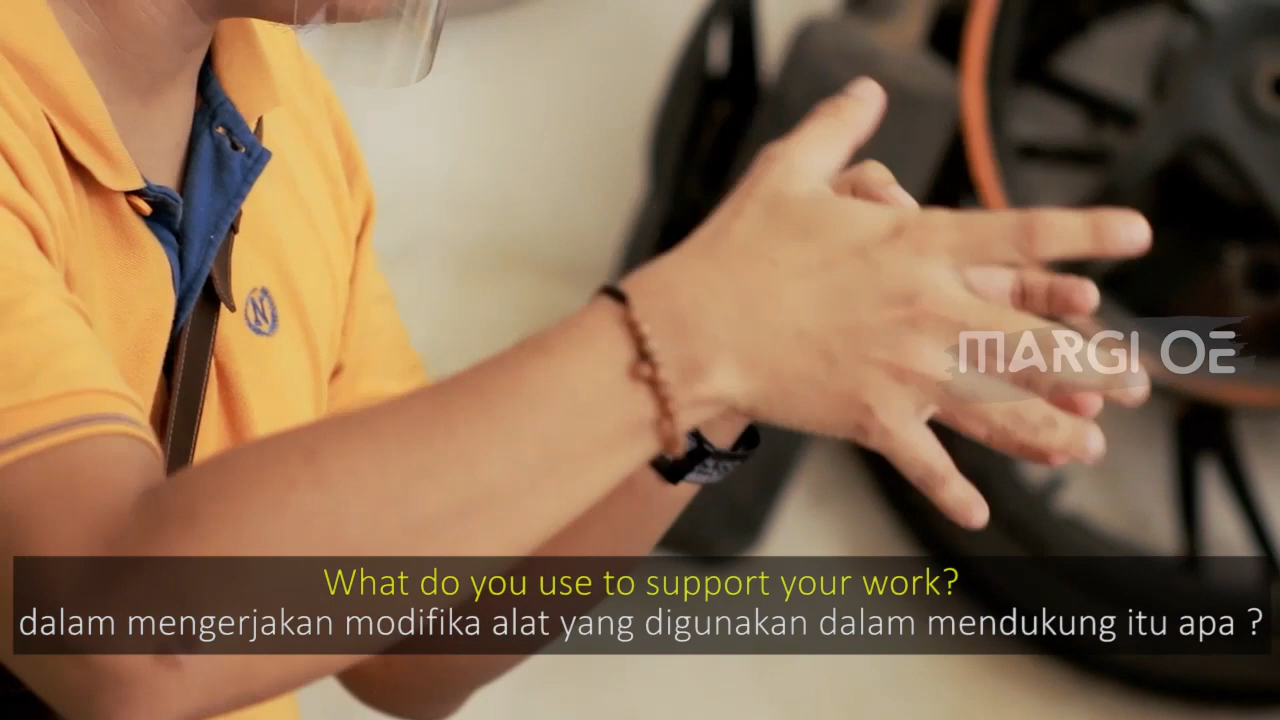 N
MARGI OE
What do you use to support your work?
dalam mengerjakan modifika alat yang digunakan dalam mendukung itu apa ?